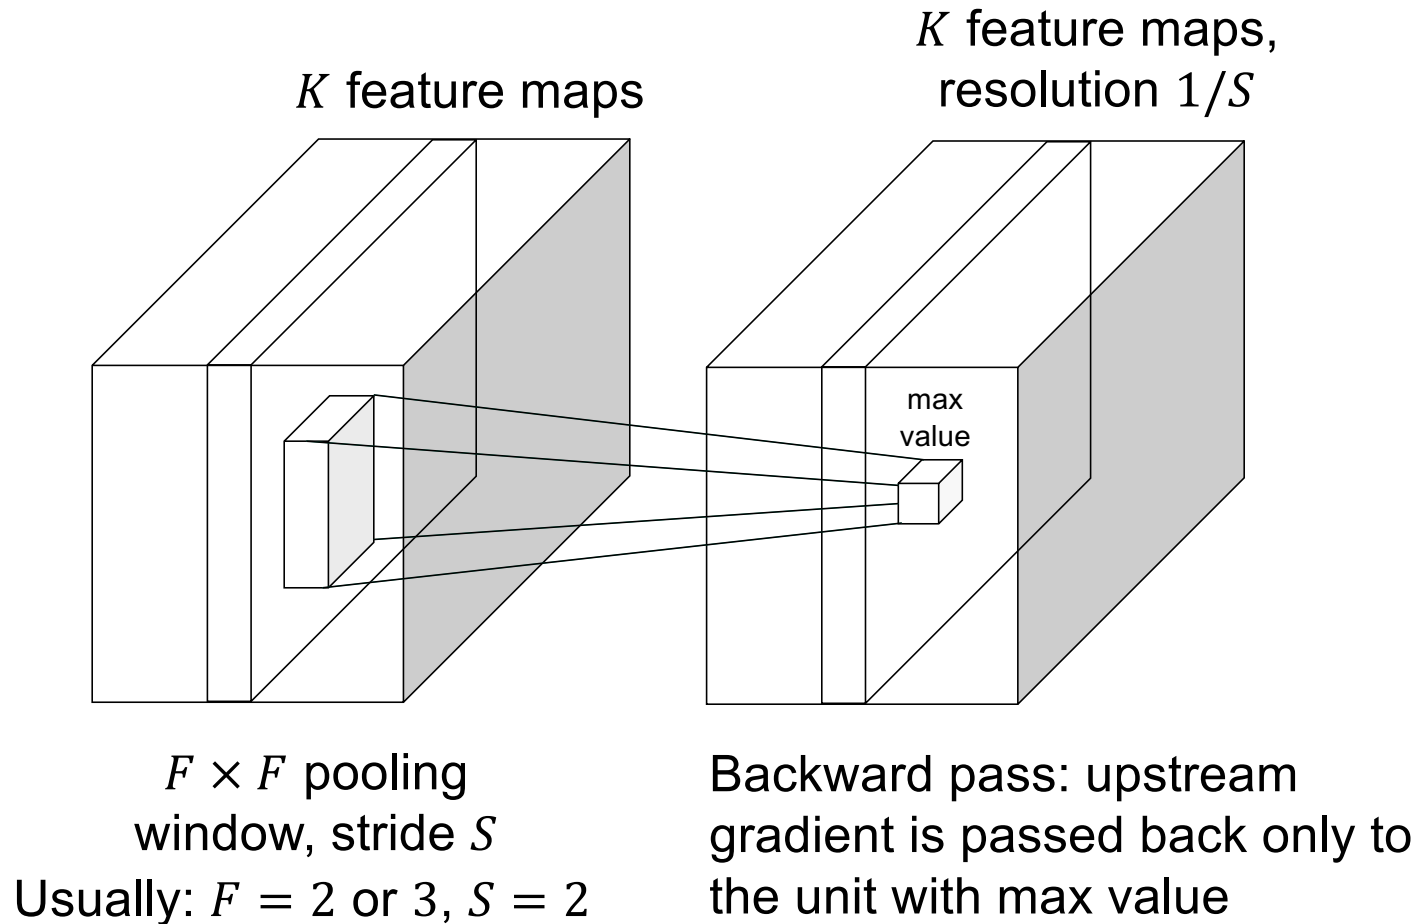 K feature maps
K feature maps,
resolution 1/S
max
value
F × F pooling
window, stride S
Usually: F = 2 or 3, S = 2
Backward pass: upstream
gradient is passed back only to
the unit with max value